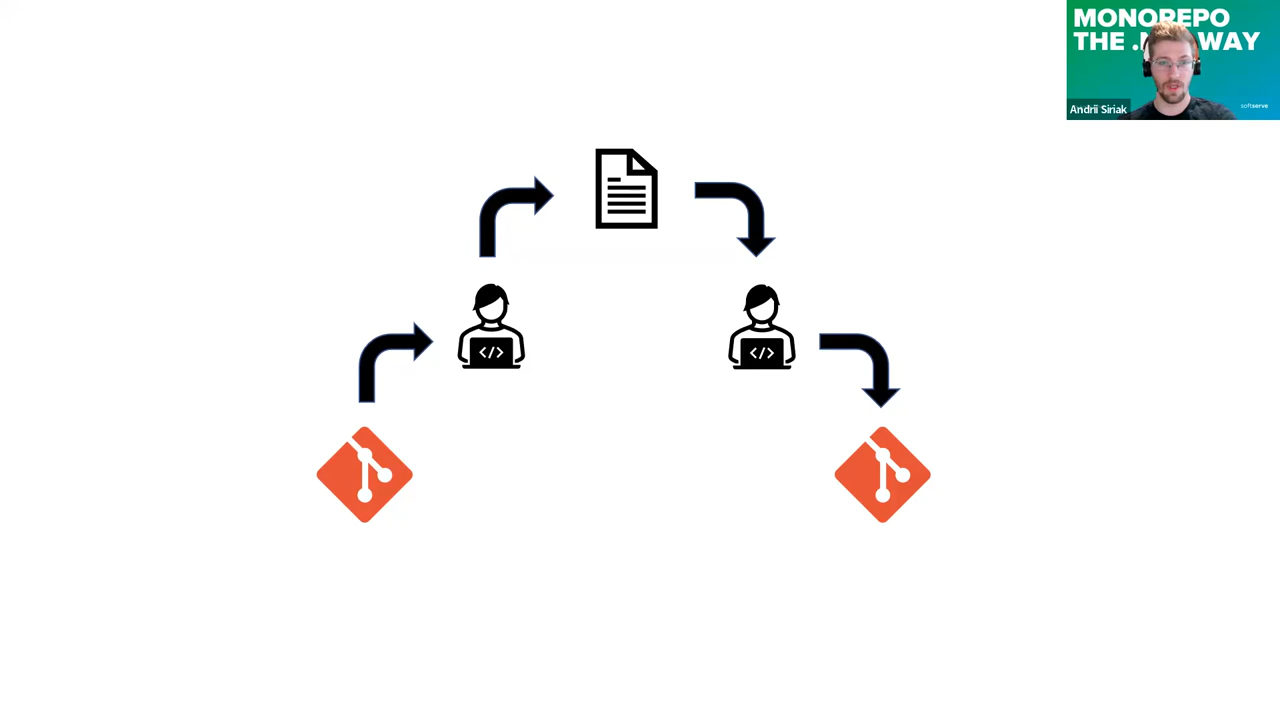 MONOREPO
THE .N WAY
Andrii Siriak
softserve
</>
</>